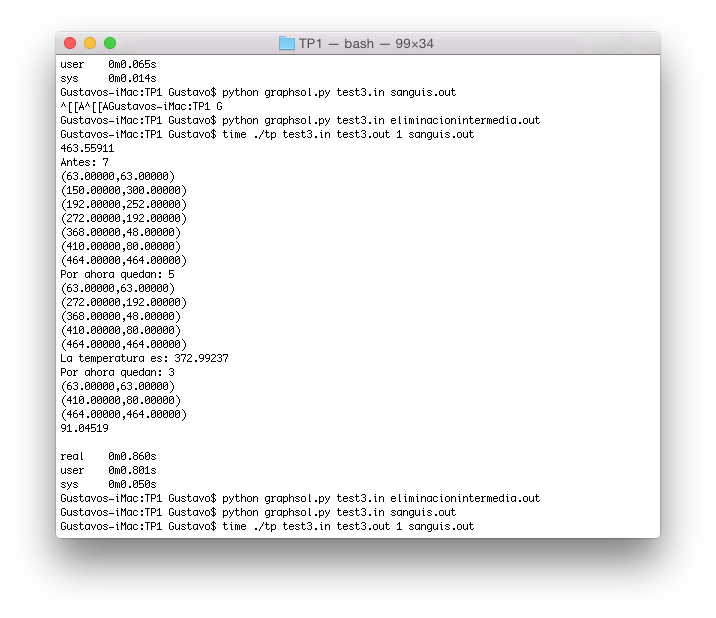 TP1 — bash — 99×34
user    0m0.065s
sys     0m0.014s
Gustavos-iMac:TP1 Gustavo$ python graphsol.py test3.in sanguis.out
^[[A^[[AGustavos-iMac:TP1 G
Gustavos-iMac:TP1 Gustavo$ python graphsol.py test3.in eliminacionintermedia.out
Gustavos-iMac:TP1 Gustavo$ time ./tp test3.in test3.out 1 sanguis.out
463.55911
Antes: 7
(63.00000,63.00000)
(150.00000,300.00000)
(192.00000,252.00000)
(272.00000,192.00000)
(368.00000,48.00000)
(410.00000,80.00000)
(464.00000,464.00000)
Por ahora quedan: 5
(63.00000,63.00000)
(272.00000,192.00000)
(368.00000,48.00000)
(410.00000,80.00000)
(464.00000,464.00000)
La temperatura es: 372.99237
Por ahora quedan: 3
(63.00000,63.00000)
(410.00000,80.00000)
(464.00000,464.00000)
91.04519
real    0m0.860s
user    0m0.801s
sys     0m0.050s
Gustavos-iMac:TP1 Gustavo$ python graphsol.py test3.in eliminacionintermedia.out
Gustavos-iMac:TP1 Gustavo$ python graphsol.py test3.in sanguis.out
Gustavos-iMac:TP1 Gustavo$ time ./tp test3.in test3.out 1 sanguis.out